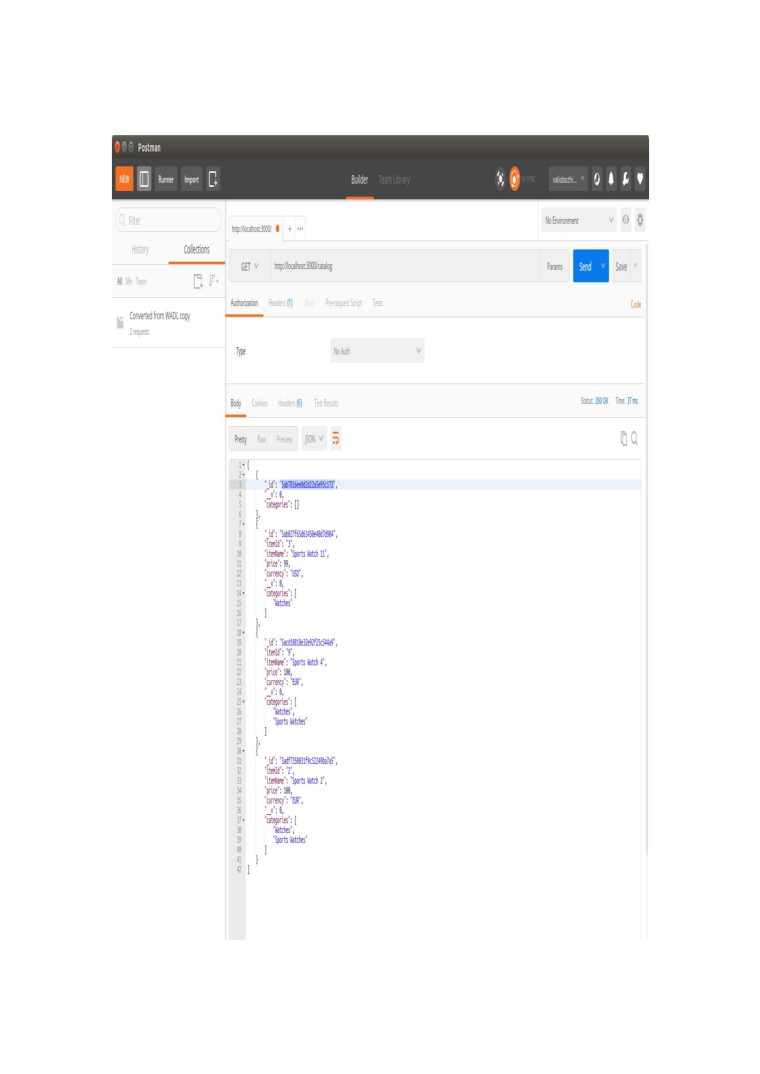 Postman
NEW Runner Import Builder Team Library IN SYNC
Filter
History Collections
All Me Team
Converted from WADL copy
2 requests
http://localhost:3000/ + ••• No Environment
GET http://localhost:3000/catalog Params Send Save
Authorization Headers (1) Body Pre-request Script Tests Code
Type No Auth
Body Cookies Headers (6) Test Results Status: 200 OK Time: 37 ms
Pretty Raw Preview JSON
1 [
2 {
3 "_id":
4 "__v": 0,
5 "categories": []
6 },
7 {
8 "_id":
9 "itemId": "3",
10 "itemName": "Sports Watch 11",
11 "price": 99,
12 "currency": "USD",
13 "__v": 0,
14 "categories": [
15 "Watches"
16 ]
17 },
18 {
19 "_id":
20 "itemId": "9",
21 "itemName": "Sports Watch 4",
22 "price": 100,
23 "currency": "EUR",
24 "__v": 0,
25 "categories": [
26 "Watches",
27 "Sports Watches"
28 ]
29 },
30 {
31 "_id":
32 "itemId": "2",
33 "itemName": "Sports Watch 2",
34 "price": 100,
35 "currency": "EUR",
36 "__v": 0,
37 "categories": [
38 "Watches",
39 "Sports Watches"
40 ]
41 }
42 ]